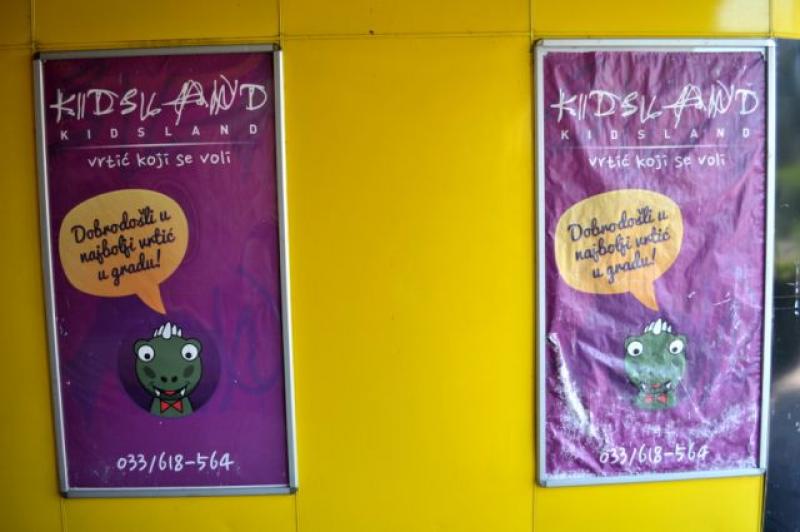 KIDSLAND
KIDSLAND
vrtić koji se voli
Dobrodošli u
najbolji vrtić
u gradu!
033/618-564
KIDSLAND
KIDSLAND
vrtić koji se voli
Dobrodošli u
najbolji vrtić
u gradu!
033/618-564